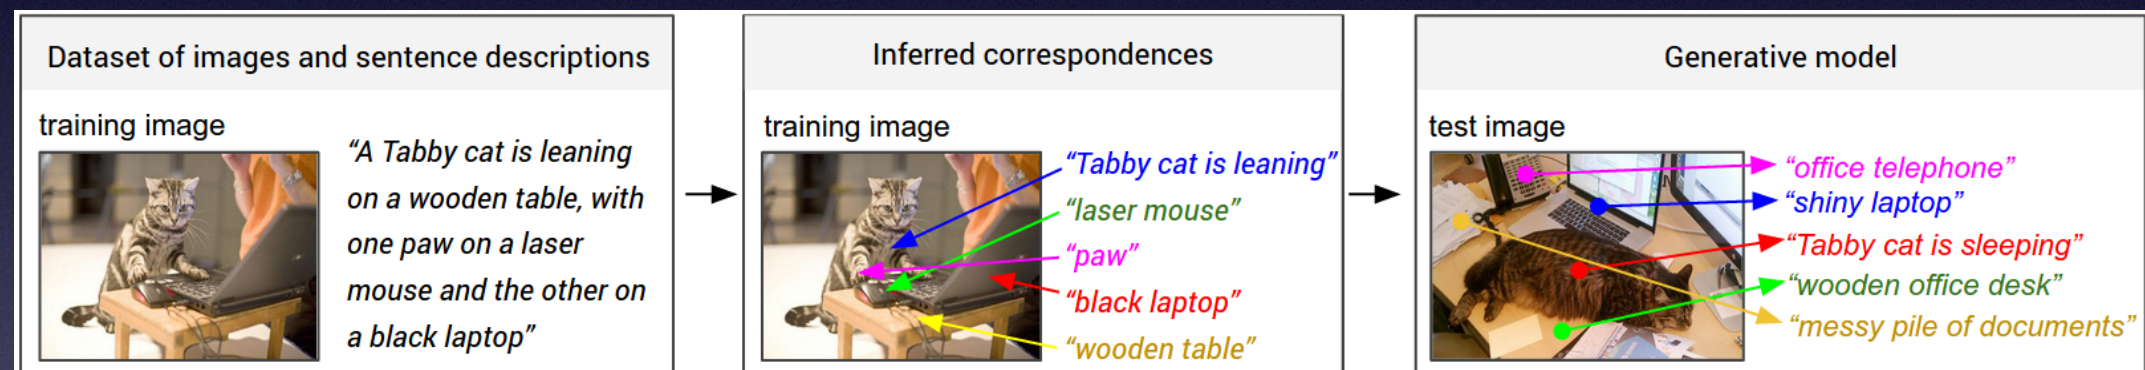 Dataset of images and sentence descriptions
training image
“A Tabby cat is leaning
on a wooden table, with
one paw on a laser
mouse and the other on
a black laptop”
Inferred correspondences
training image
“Tabby cat is leaning”
“laser mouse”
“paw”
“black laptop”
“wooden table”
Generative model
test image
“office telephone”
“shiny laptop”
“Tabby cat is sleeping”
“wooden office desk”
“messy pile of documents”